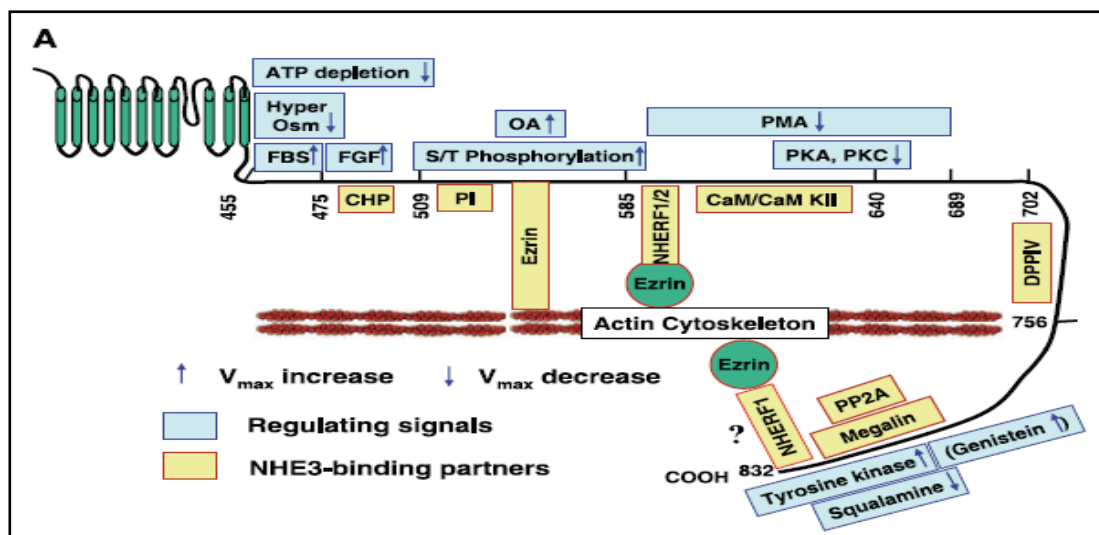 A
ATP depletion ↓
Hyper
Osm ↓
OA ↑
PMA ↓
FBS ↑
FGF ↑
S/T Phosphorylation ↑
PKA, PKC ↓
455
475
CHP
509
PI
585
CaM/CaM KII
640
689
702
Ezrin
NHERF1/2
Ezrin
DPPIV
Actin Cytoskeleton
756
Ezrin
↑ Vmax increase
↓ Vmax decrease
Regulating signals
NHE3-binding partners
?
NHERF1
PP2A
Megalin
COOH 832
Tyrosine kinase ↑
(Genistein ↑)
Squalamine ↓